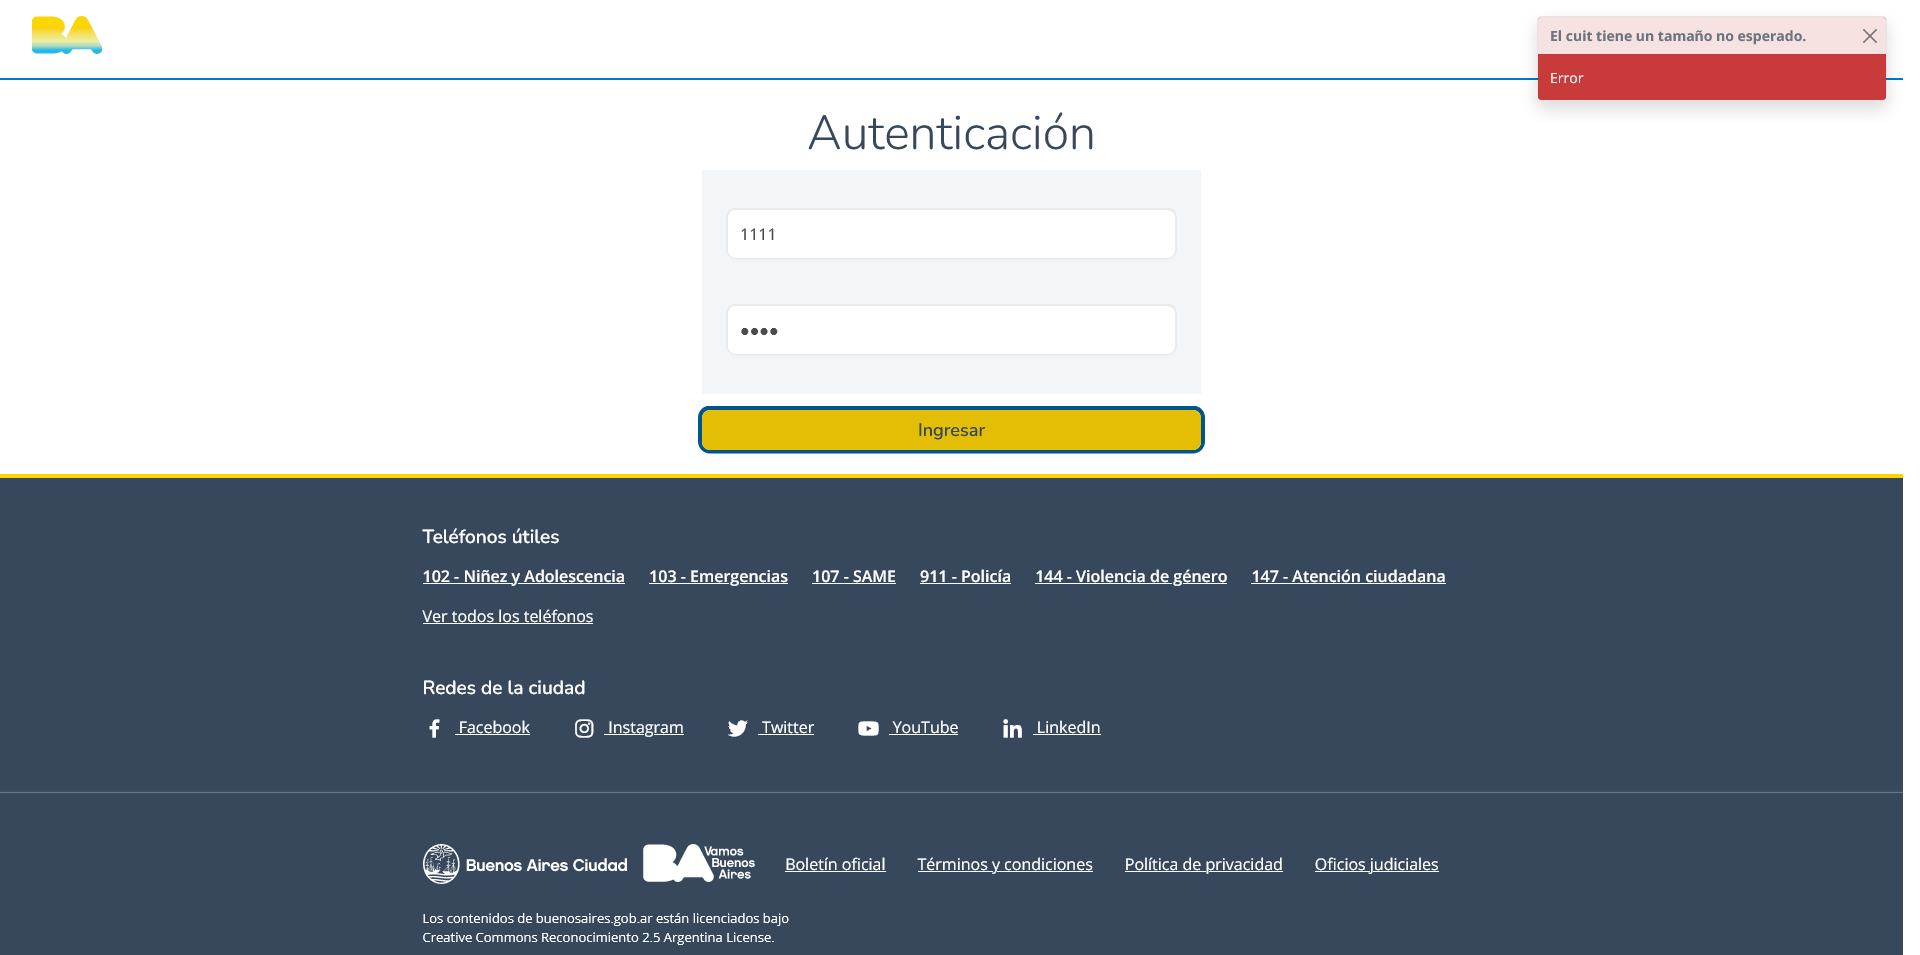 BA
El cuit tiene un tamaño no esperado.
Error
Autenticación
1111
Ingresar
Teléfonos útiles
102 - Niñez y Adolescencia 103 - Emergencias 107 - SAME 911 - Policía 144 - Violencia de género 147 - Atención ciudadana
Ver todos los teléfonos
Redes de la ciudad
Facebook Instagram Twitter YouTube LinkedIn
Buenos Aires Ciudad BA Vamos Buenos Aires Boletín oficial Términos y condiciones Política de privacidad Oficios judiciales
Los contenidos de buenosaires.gob.ar están licenciados bajo
Creative Commons Reconocimiento 2.5 Argentina License.